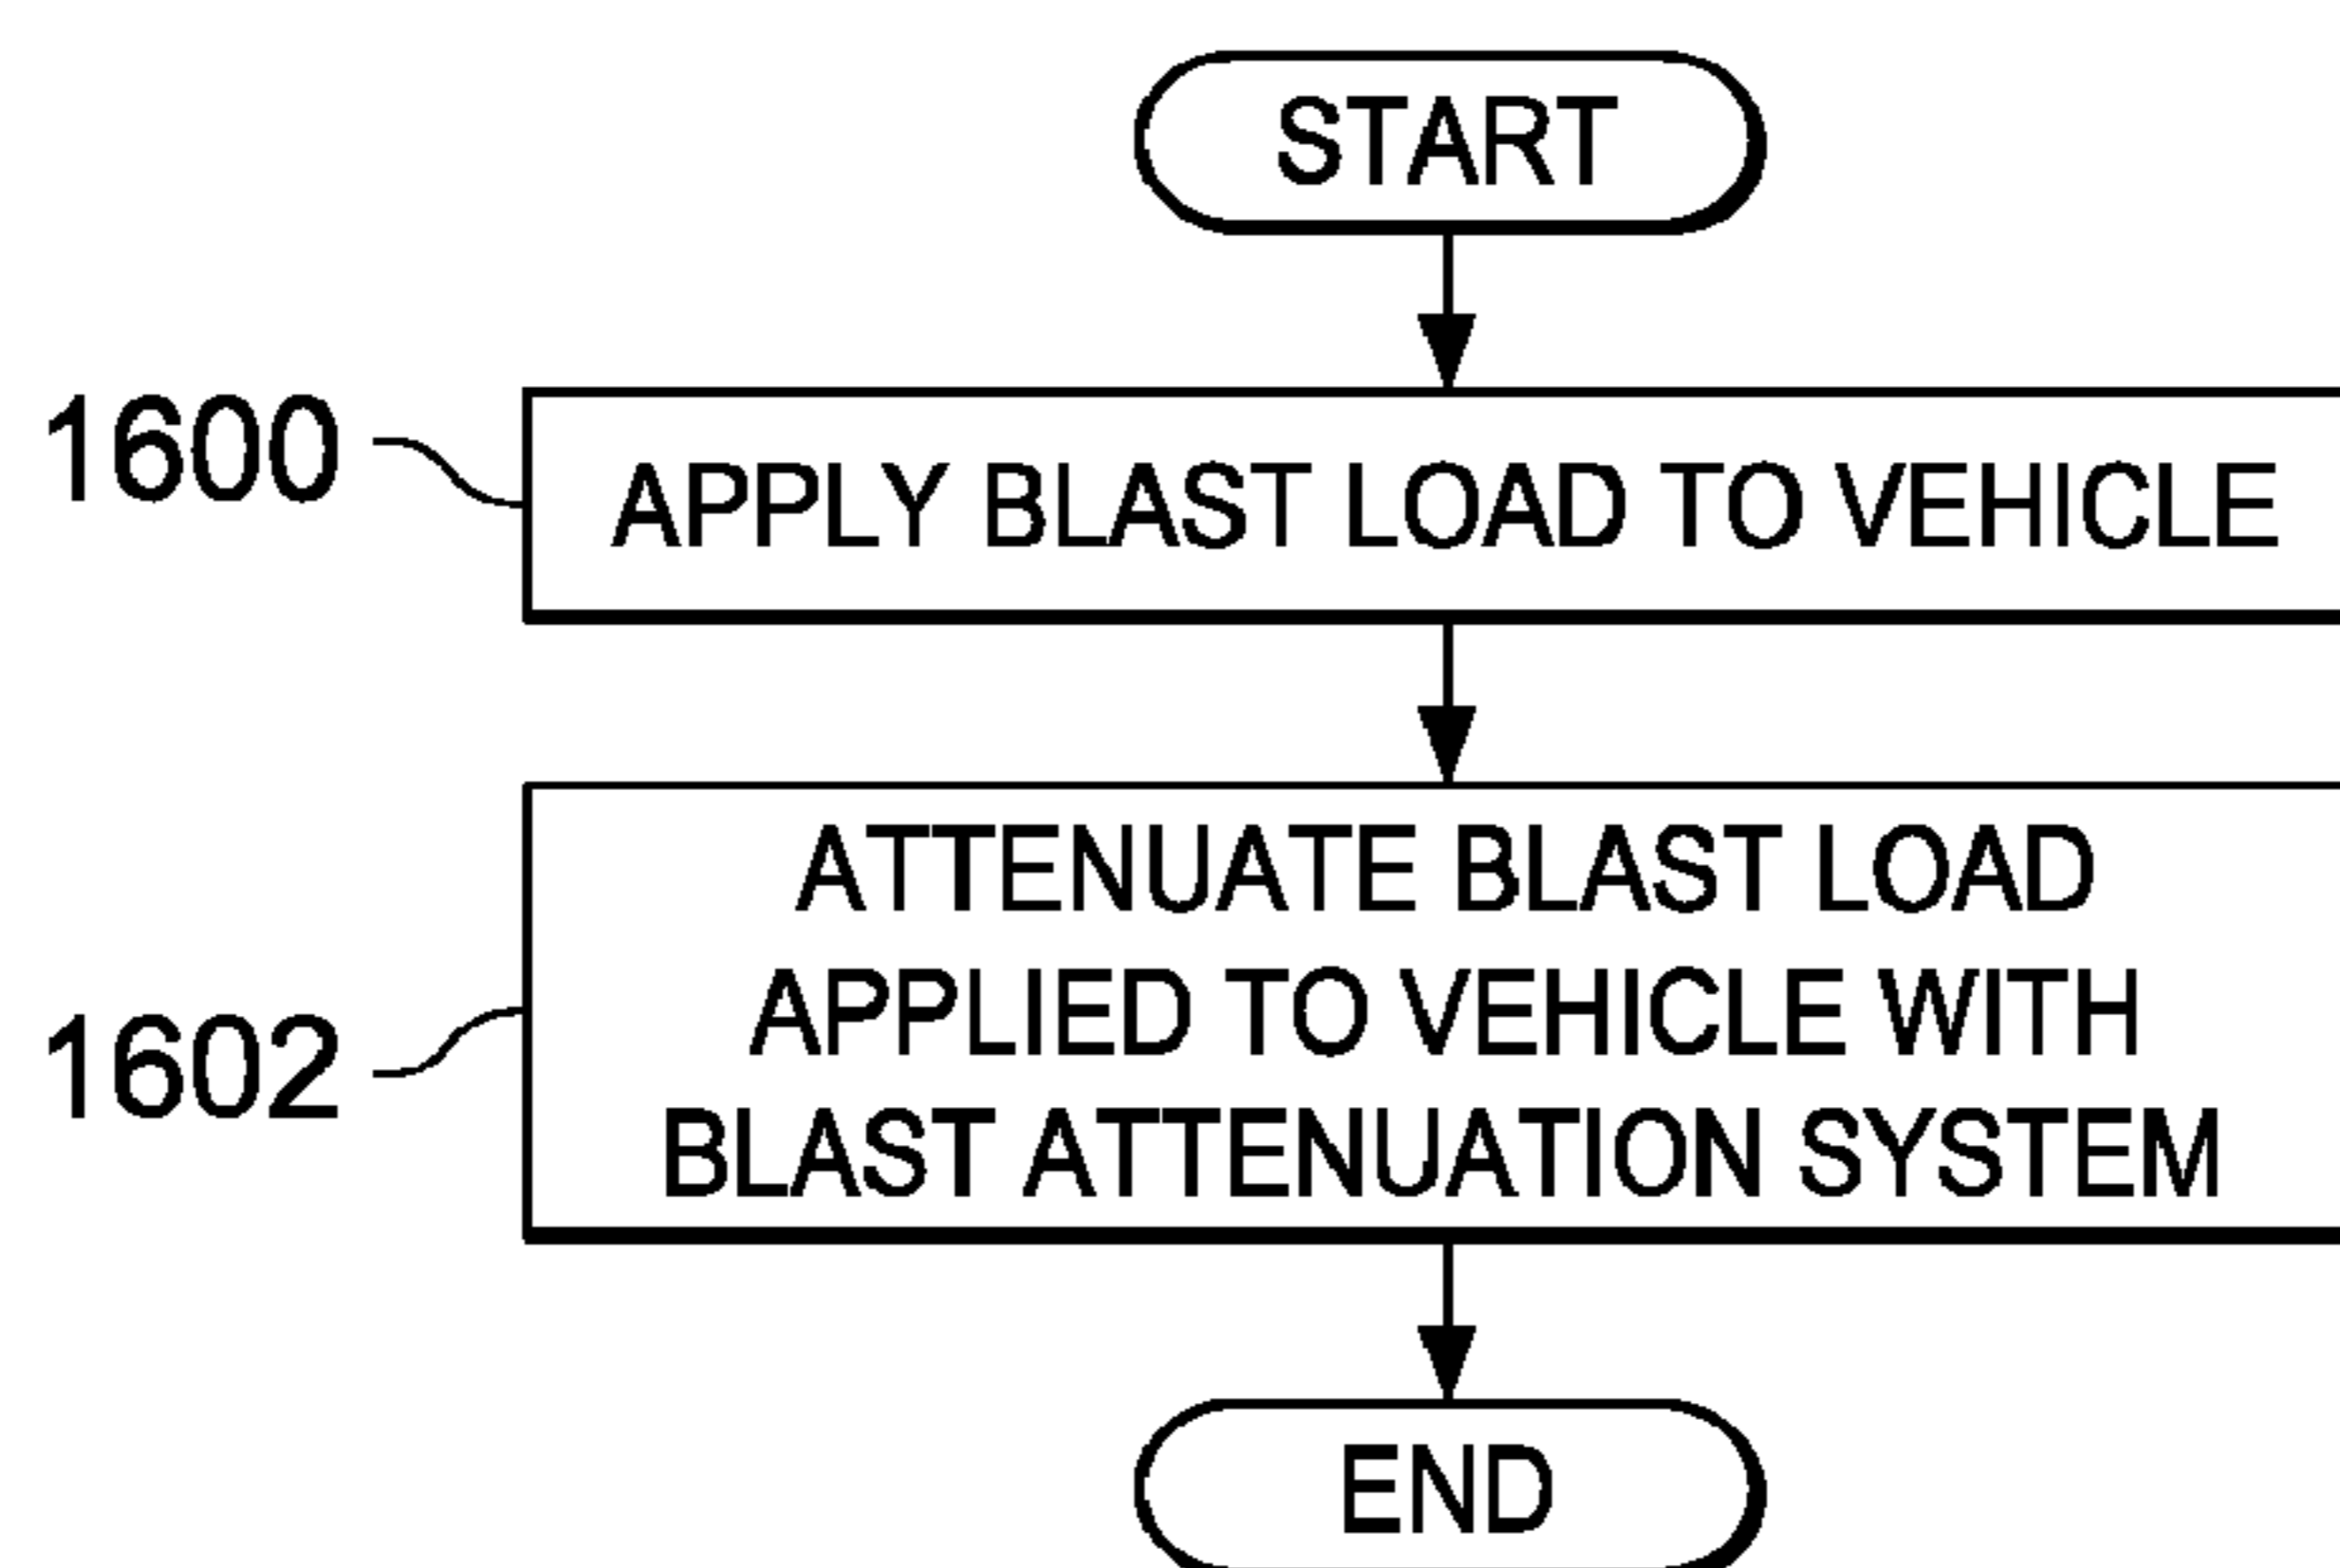 START
1600
APPLY BLAST LOAD TO VEHICLE
ATTENUATE BLAST LOAD
APPLIED TO VEHICLE WITH
1602
BLAST ATTENUATION SYSTEM
END